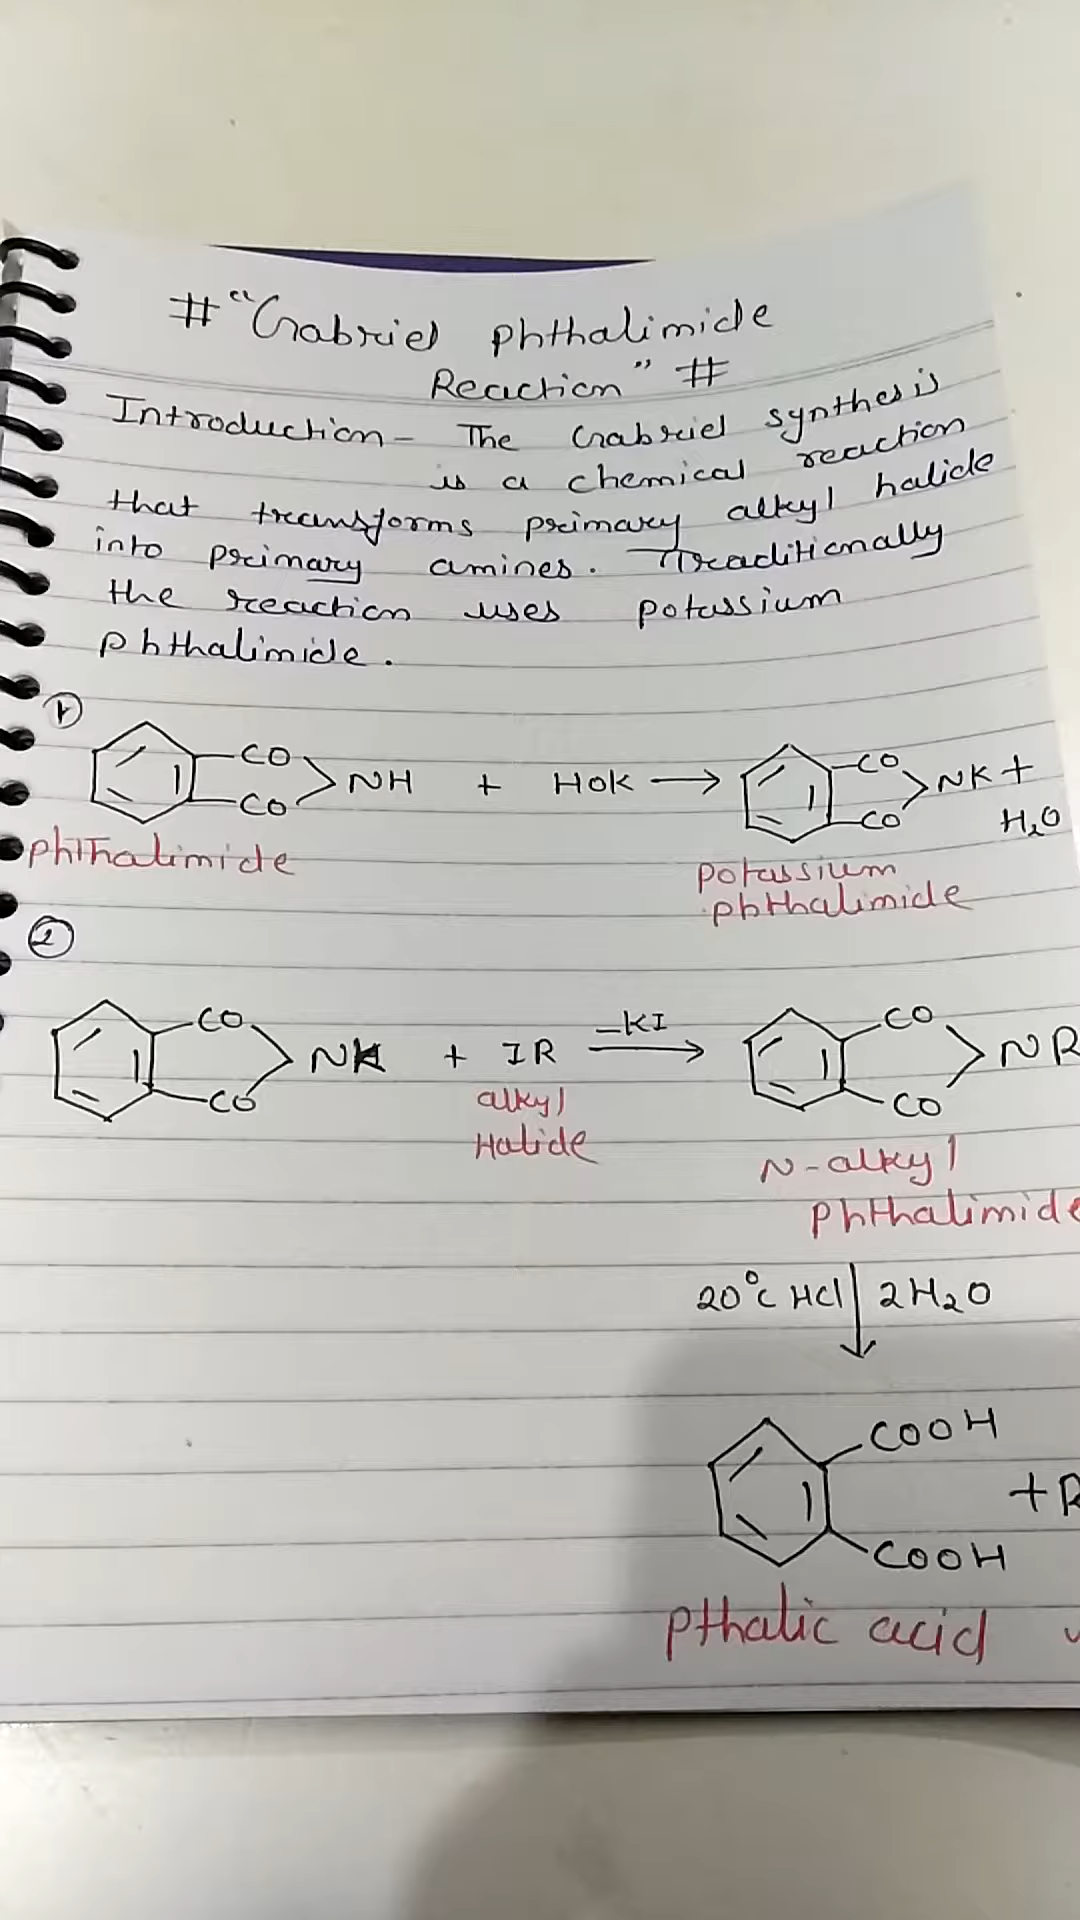 # "Gabriel phthalimide
Reaction" #
Introduction - The Gabriel synthesis
is a chemical reaction
that transforms primary alkyl halide
into primary amines. Traditionally
the reaction uses potassium
phthalimide.
1
CO
CO
NH + HOK → CO
CO
NK +
H₂O
phthalimide
potassium
phthalimide
2
CO
CO
NK + IR -KI → CO
CO
NR
alkyl
Halide
N-alkyl
phthalimide
20°C HCl 2H₂O
COOH
+ R
COOH
pthalic acid